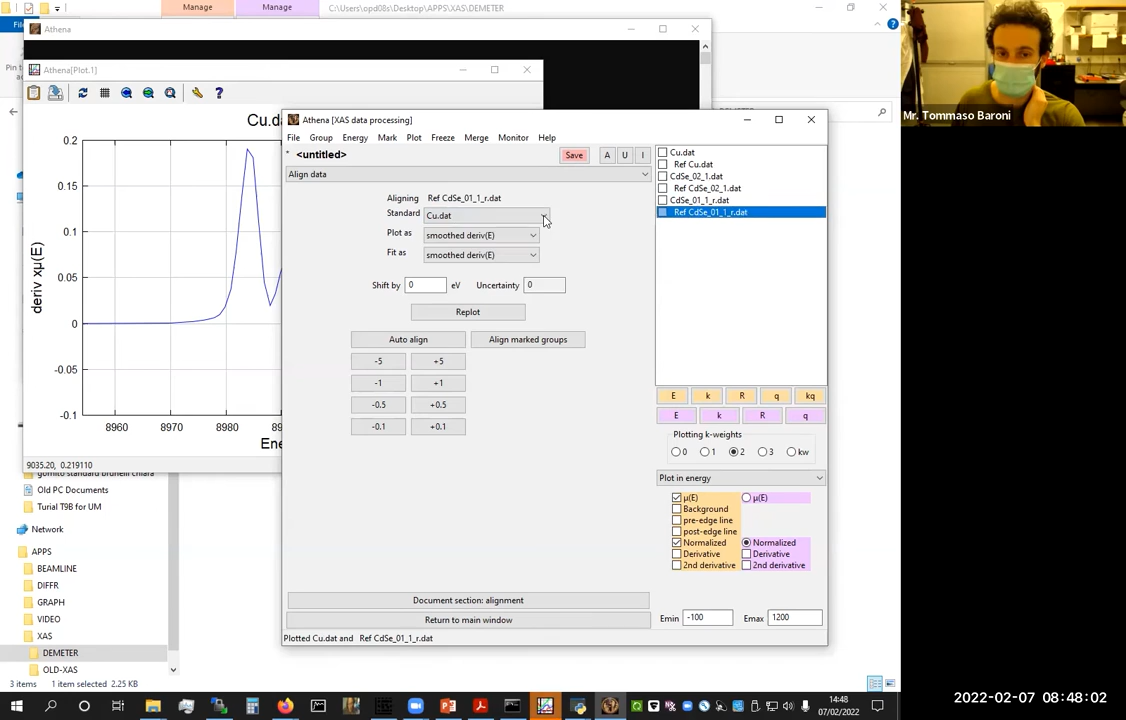 Manage
Manage
C:\Users\opd08s\Desktop\APPS\XAS\DEMETER
File
Athena
Athena [Plot.1]
Pin to
Cu.da
0.2
0.15
0.1
0.05
0
-0.05
-0.1
deriv xμ(E)
8960
8970
8980
89
Ene
9035.20, 0.219110
Athena [XAS data processing]
File Group Energy Mark Plot Freeze Merge Monitor Help
* <untitled>
Save
A U I
Align data
Aligning Ref CdSe_01_1_r.dat
Standard Cu.dat
Plot as smoothed deriv(E)
Fit as smoothed deriv(E)
Shift by 0 eV Uncertainty 0
Replot
Auto align Align marked groups
-5 +5
-1 +1
-0.5 +0.5
-0.1 +0.1
Document section: alignment
Return to main window
Plotted Cu.dat and Ref CdSe_01_1_r.dat
Cu.dat
Ref Cu.dat
CdSe_02_1.dat
Ref CdSe_02_1.dat
CdSe_01_1_r.dat
Ref CdSe_01_1_r.dat
E k R q kq
E k R q
Plotting k-weights
0 1 2 3 kw
Plot in energy
μ(E) μ(E)
Background
pre-edge line
post-edge line
Normalized Normalized
Derivative Derivative
2nd derivative 2nd derivative
Emin -100 Emax 1200
gomito standard brunelli chiara
Old PC Documents
Turial T9B for UM
Network
APPS
BEAMLINE
DIFFR
GRAPH
VIDEO
XAS
DEMETER
OLD-XAS
3 items 1 item selected 2.25 KB
DEMETER
Mr. Tommaso Baroni
14:48
07/02/2022
2022-02-07 08:48:02